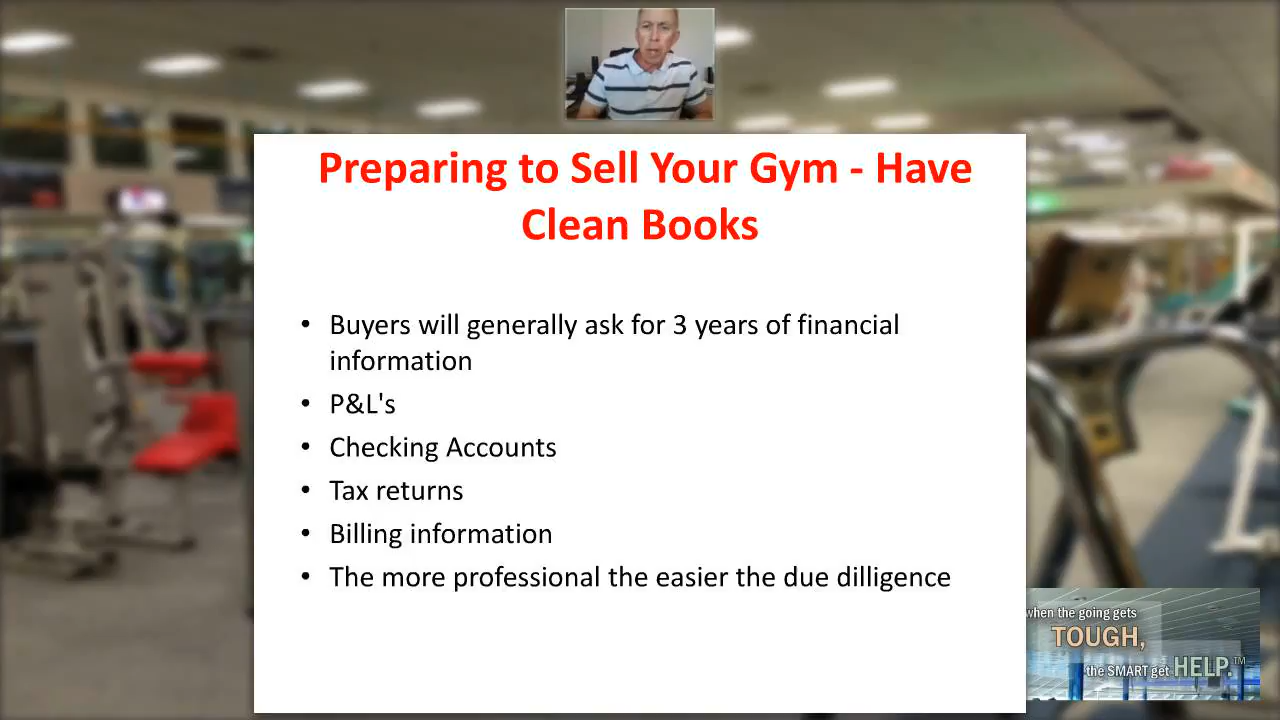 Preparing to Sell Your Gym - Have
Clean Books
• Buyers will generally ask for 3 years of financial
information
• P&L's
• Checking Accounts
• Tax returns
• Billing information
• The more professional the easier the due dilligence
when the going gets
TOUGH,
the SMART get HELP.™